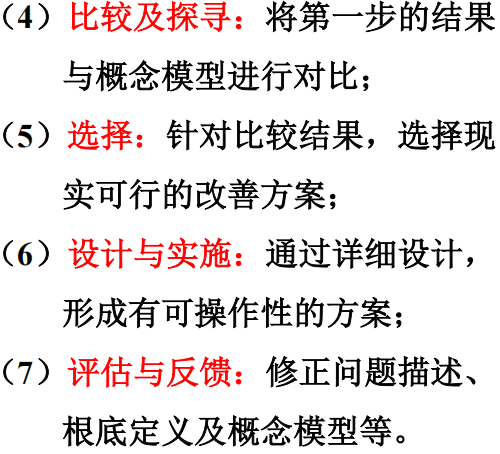 （4）比较及探寻：将第一步的结果
与概念模型进行对比；
（5）选择：针对比较结果，选择现
实可行的改善方案；
（6）设计与实施：通过详细设计，
形成有可操作性的方案；
（7）评估与反馈：修正问题描述、
根底定义及概念模型等。